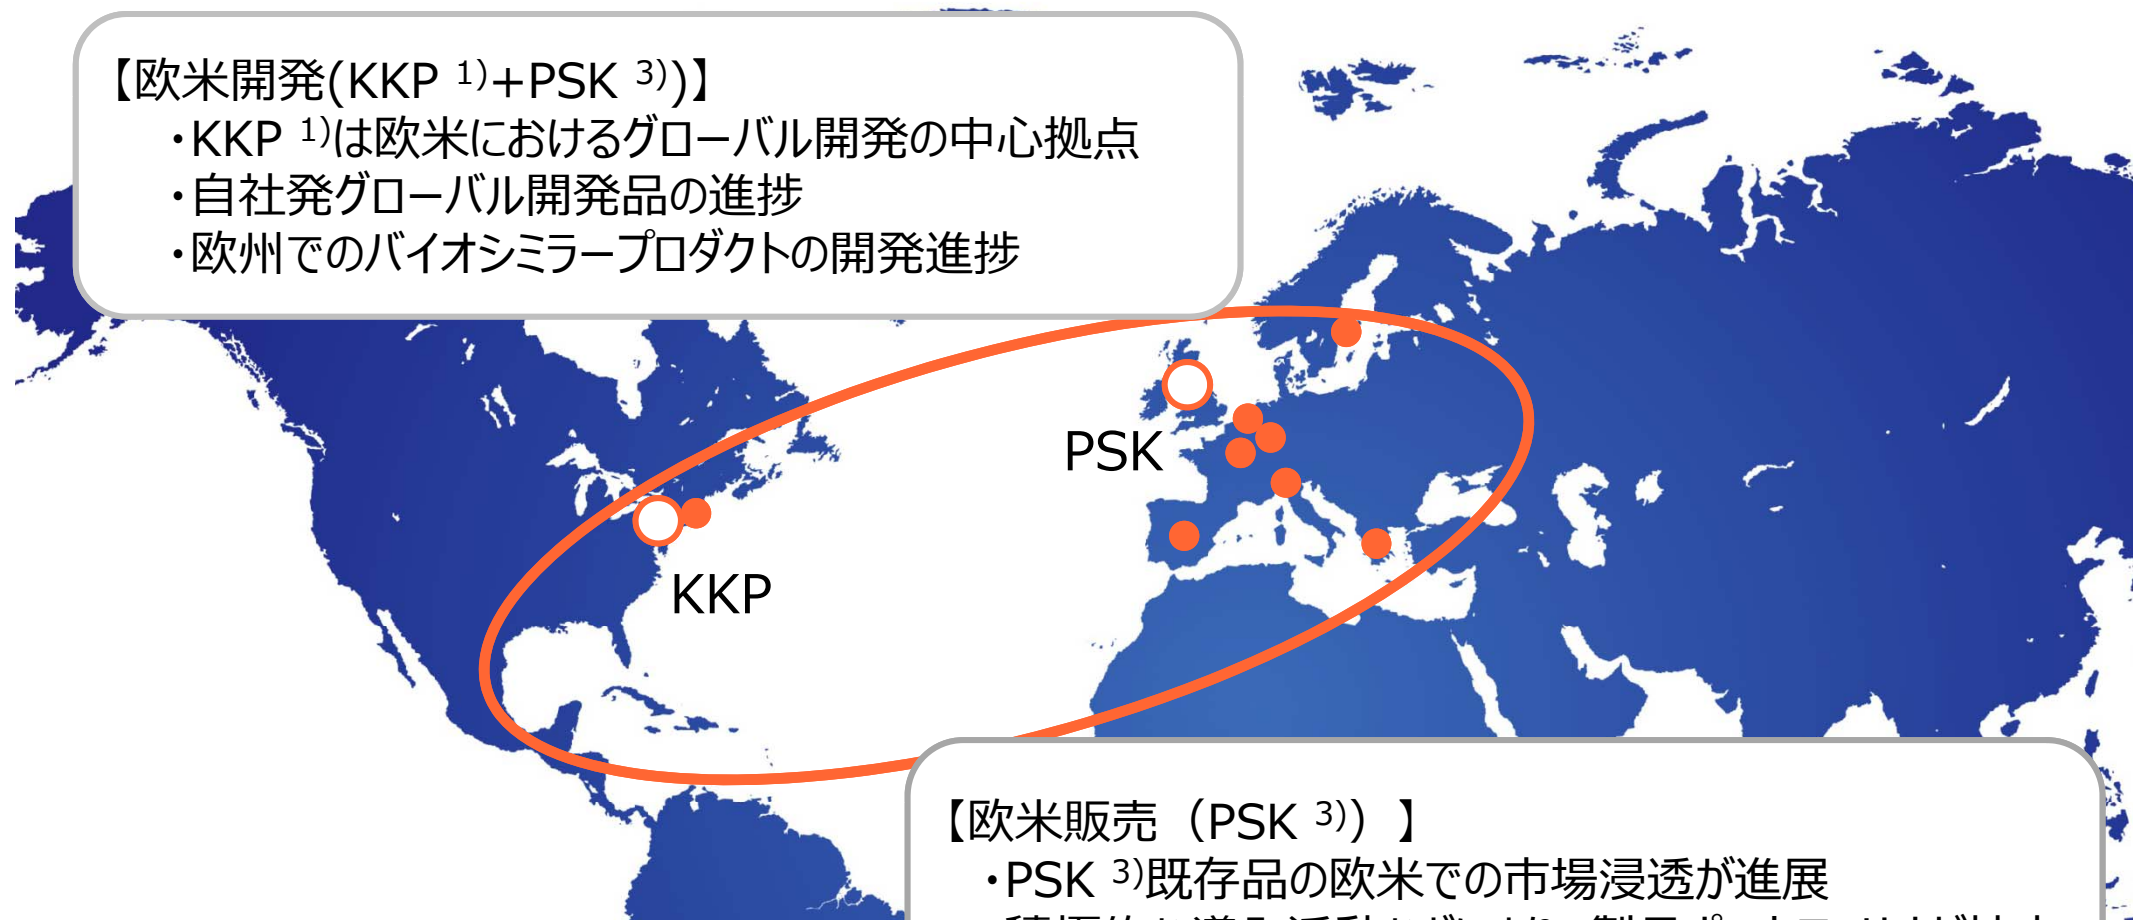 【欧米開発(KKP 1)+PSK 3))】
・KKP 1)は欧米におけるグローバル開発の中心拠点
・自社発グローバル開発品の進捗
・欧州でのバイオシミラープロダクトの開発進捗
PSK
KKP
【欧米販売（PSK 3)）】
・PSK 3)既存品の欧米での市場浸透が進展